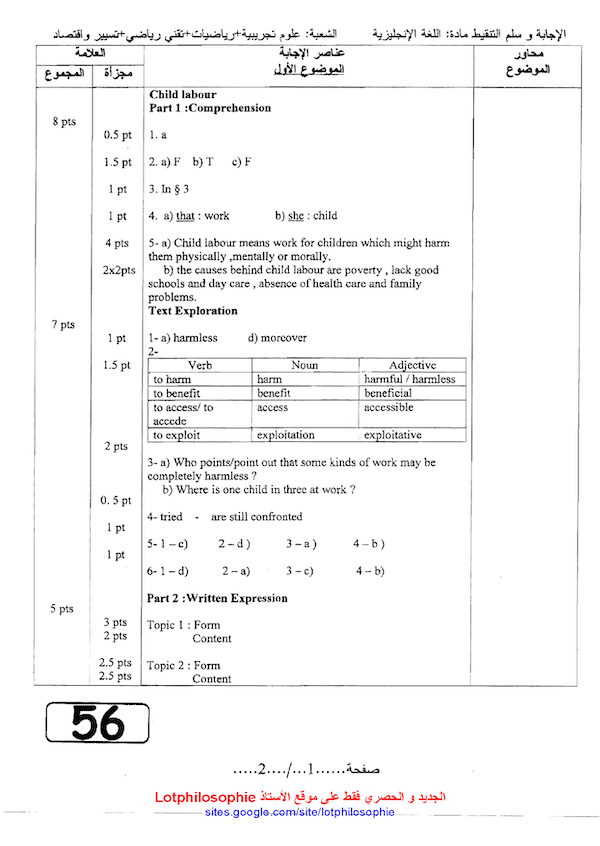 الإجابة و سلم التنقيط مادة: اللغة الإنجليزية الشعبة: علوم تجريبية+رياضيات+تقني رياضي+تسيير واقتصاد
محاور الموضوع
عناصر الإجابة
الموضوع الأول
العلامة
مجزأة
المجموع
Child labour
Part 1 :Comprehension
8 pts
0.5 pt 1. a
1.5 pt 2. a) F b) T c) F
1 pt 3. In § 3
1 pt 4. a) that : work b) she : child
4 pts 5- a) Child labour means work for children which might harm
them physically ,mentally or morally.
2x2pts b) the causes behind child labour are poverty , lack good
schools and day care , absence of health care and family
problems.
Text Exploration
7 pts
1 pt 1- a) harmless d) moreover
2-
1.5 pt Verb Noun Adjective
to harm harm harmful / harmless
to benefit benefit beneficial
to access/ to accede access accessible
to exploit exploitation exploitative
2 pts
3- a) Who points/point out that some kinds of work may be
completely harmless ?
b) Where is one child in three at work ?
0. 5 pt
4- tried - are still confronted
1 pt
5- 1 – c) 2 – d ) 3 – a ) 4 – b )
1 pt
6- 1 – d) 2 – a) 3 – c) 4 – b)
Part 2 :Written Expression
5 pts
3 pts Topic 1 : Form
2 pts Content
2.5 pts Topic 2 : Form
2.5 pts Content
56
صفحة......1..../....2.....
الجديد و الحصري فقط على موقع الأستاذ Lotphilosophie
sites.google.com/site/lotphilosophie